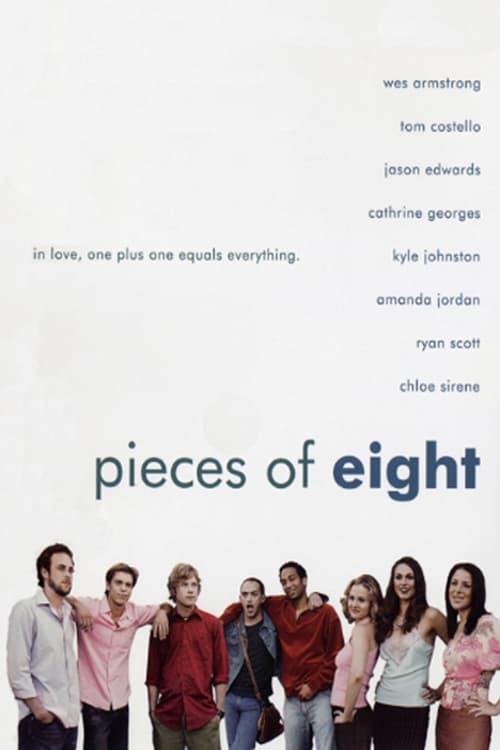 wes armstrong
tom costello
jason edwards
cathrine georges
in love, one plus one equals everything.
kyle johnston
amanda jordan
ryan scott
chloe sirene
pieces of eight